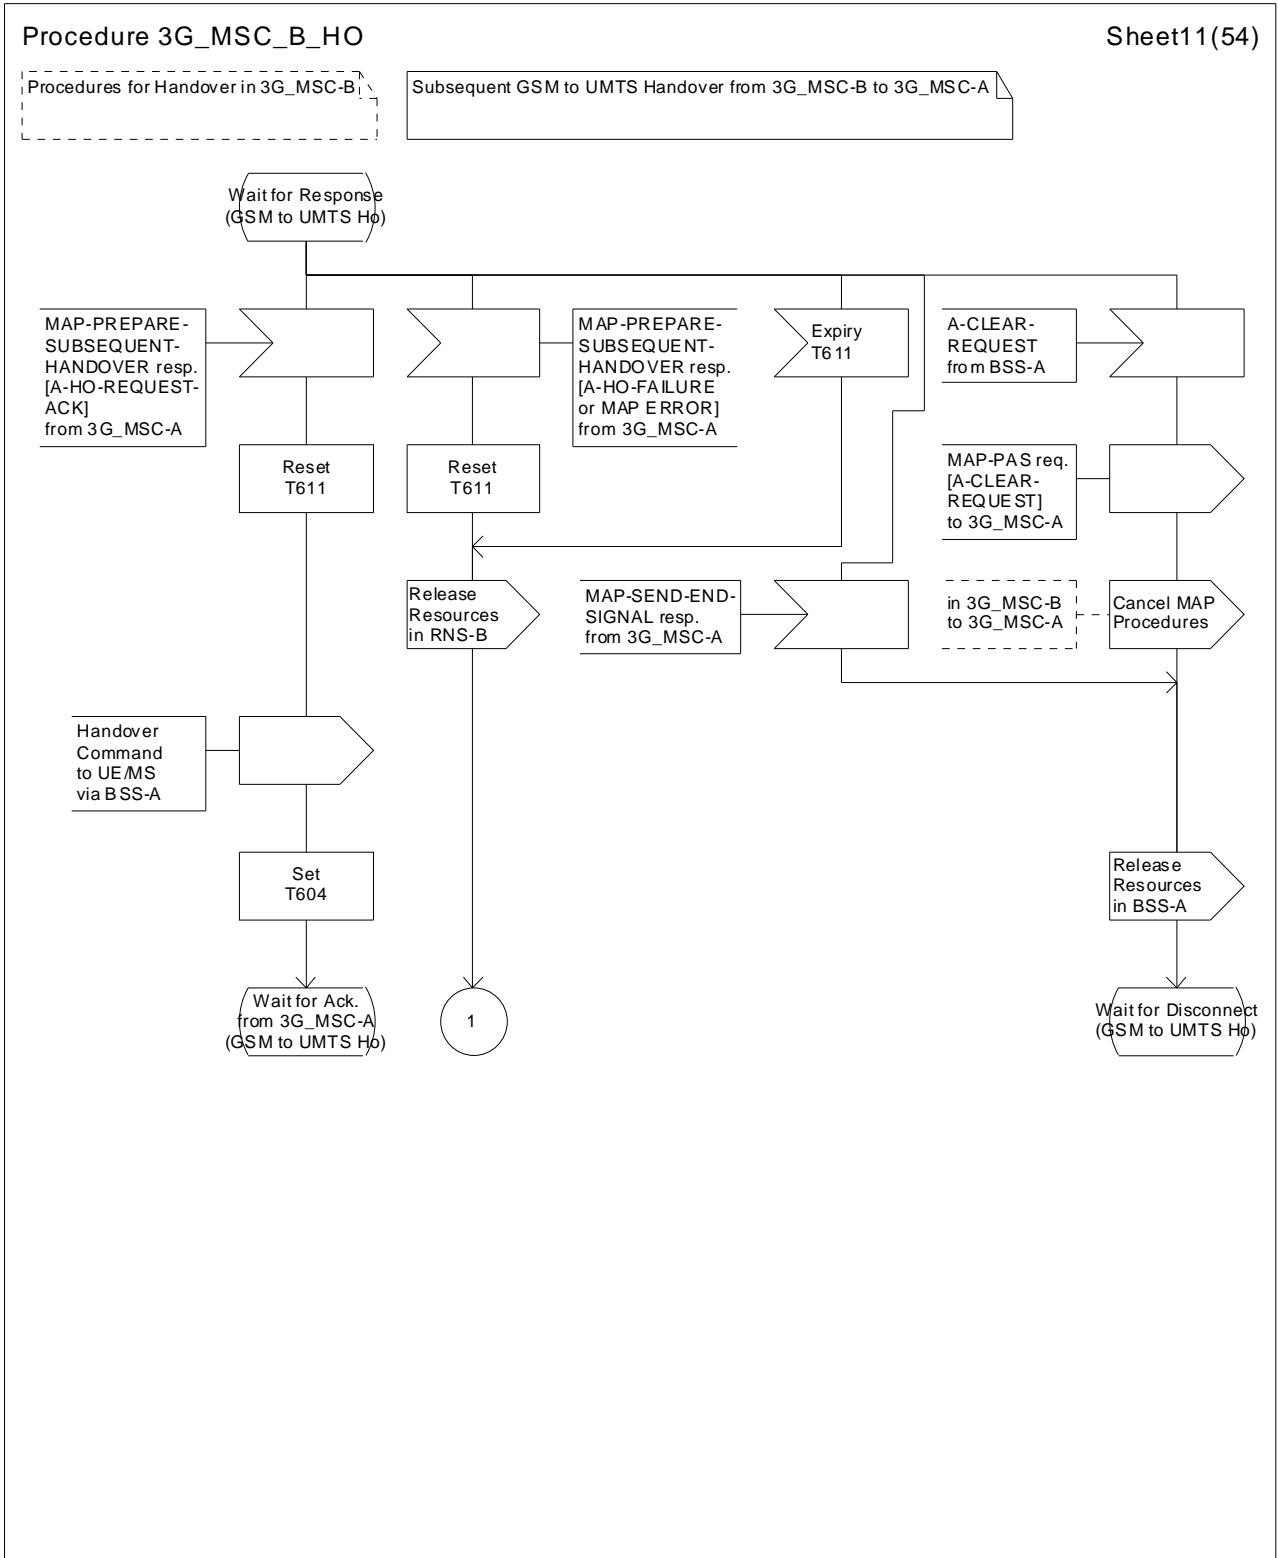 Procedure 3G_MSC_B_HO
Sheet11(54)
Procedures for Handover in 3G_MSC-B
Subsequent GSM to UMTS Handover from 3G_MSC-B to 3G_MSC-A
Wait for Response
(GSM to UMTS Ho)
MAP-PREPARE-
SUBSEQUENT-
HANDOVER resp.
[A-HO-REQUEST-
ACK]
from 3G_MSC-A
MAP-PREPARE-
SUBSEQUENT-
HANDOVER resp.
[A-HO-FAILURE
or MAP ERROR]
from 3G_MSC-A
Expiry
T611
A-CLEAR-
REQUEST
from BSS-A
Reset
T611
Reset
T611
MAP-PAS req.
[A-CLEAR-
REQUEST]
to 3G_MSC-A
Release
Resources
in RNS-B
MAP-SEND-END-
SIGNAL resp.
from 3G_MSC-A
in 3G_MSC-B
to 3G_MSC-A
Cancel MAP
Procedures
Handover
Command
to UE/MS
via BSS-A
Set
T604
Release
Resources
in BSS-A
Wait for Ack.
from 3G_MSC-A
(GSM to UMTS Ho)
1
Wait for Disconnect
(GSM to UMTS Ho)